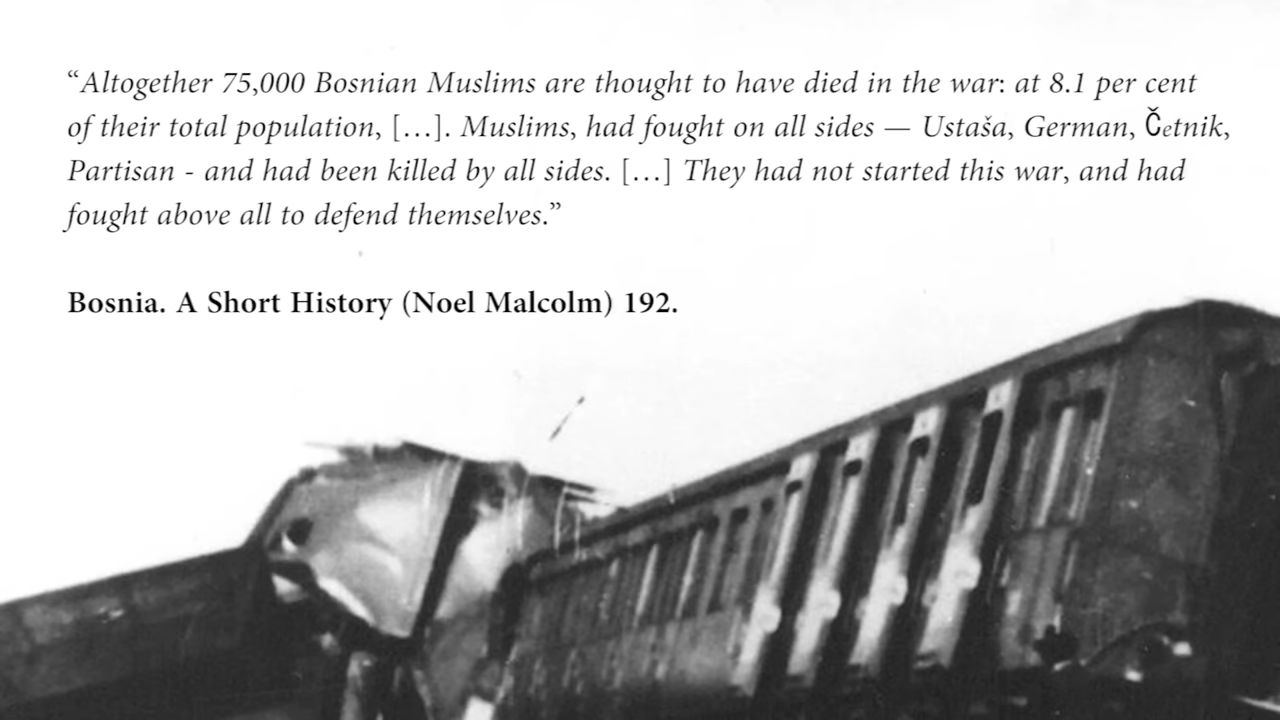 “Altogether 75,000 Bosnian Muslims are thought to have died in the war: at 8.1 per cent
of their total population, […]. Muslims, had fought on all sides — Ustaša, German, Četnik,
Partisan - and had been killed by all sides. […] They had not started this war, and had
fought above all to defend themselves.”
Bosnia. A Short History (Noel Malcolm) 192.